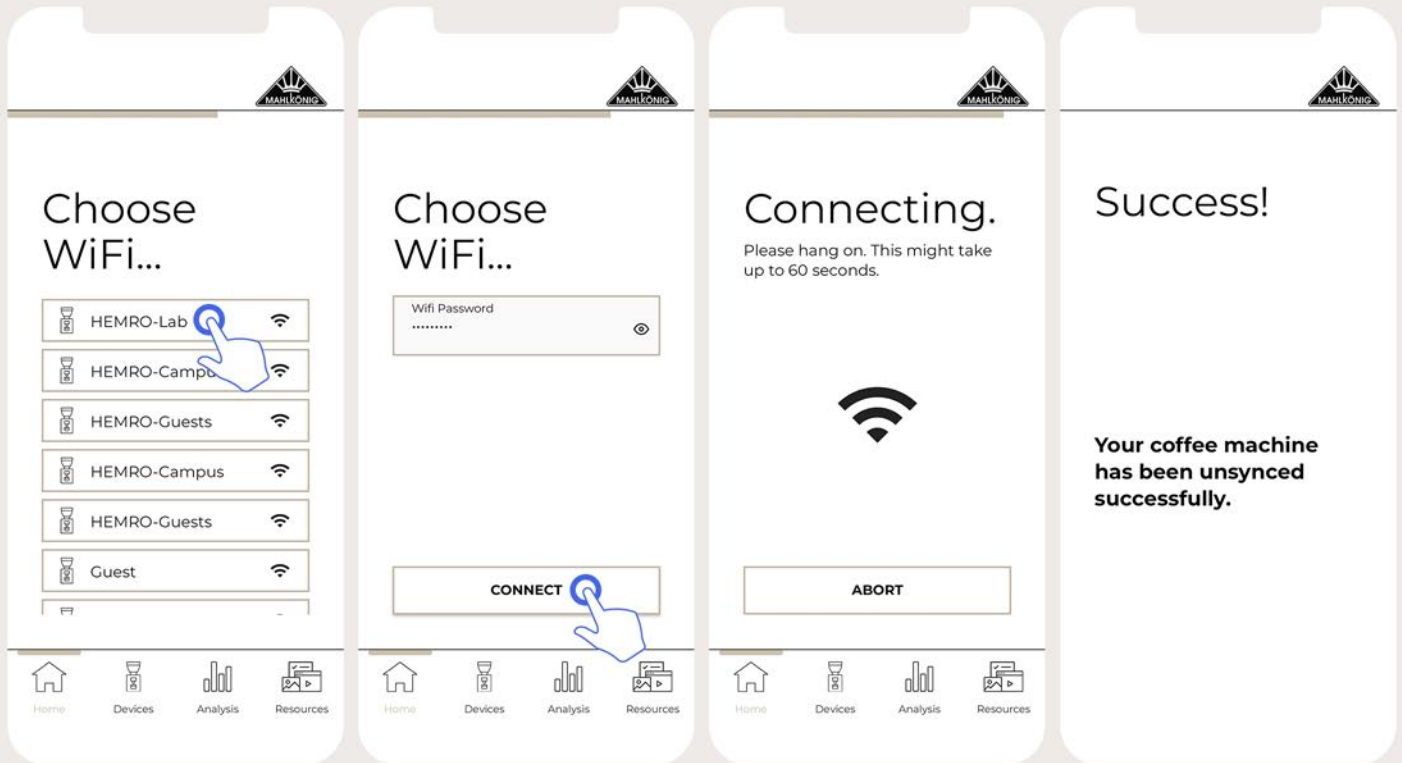 MAHLKÖNIG
Choose
WiFi...
HEMRO-Lab
HEMRO-Campu
HEMRO-Guests
HEMRO-Campus
HEMRO-Guests
Guest
Home
Devices
Analysis
Resources
MAHLKÖNIG
Choose
WiFi...
Wifi Password
•••••••••
CONNECT
Home
Devices
Analysis
Resources
MAHLKÖNIG
Connecting.
Please hang on. This might take
up to 60 seconds.
ABORT
Home
Devices
Analysis
Resources
MAHLKÖNIG
Success!
Your coffee machine
has been unsynced
successfully.